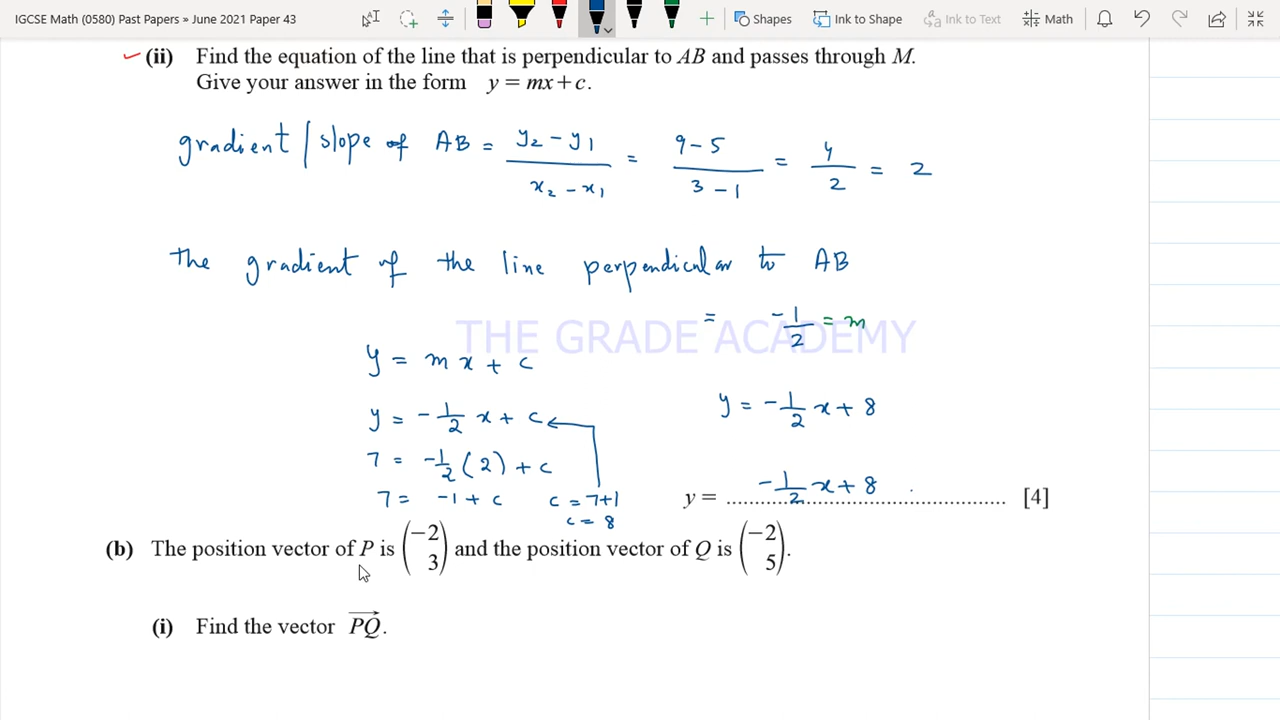 IGCSE Math (0580) Past Papers » June 2021 Paper 43
Shapes Ink to Shape Ink to Text Math
(ii) Find the equation of the line that is perpendicular to AB and passes through M.
Give your answer in the form y = mx + c.
gradient / slope of AB = y₂ - y₁ / x₂ - x₁ = 9 - 5 / 3 - 1 = 4/2 = 2
The gradient of the line perpendicular to AB
= -1/2 = m
THE GRADE ACADEMY
y = mx + c
y = -1/2 x + c
y = -1/2 x + 8
7 = -1/2 (2) + c
7 = -1 + c c = 7+1
c = 8
y = -1/2 x + 8 [4]
(b) The position vector of P is (-2 3) and the position vector of Q is (-2 5).
(i) Find the vector PQ.